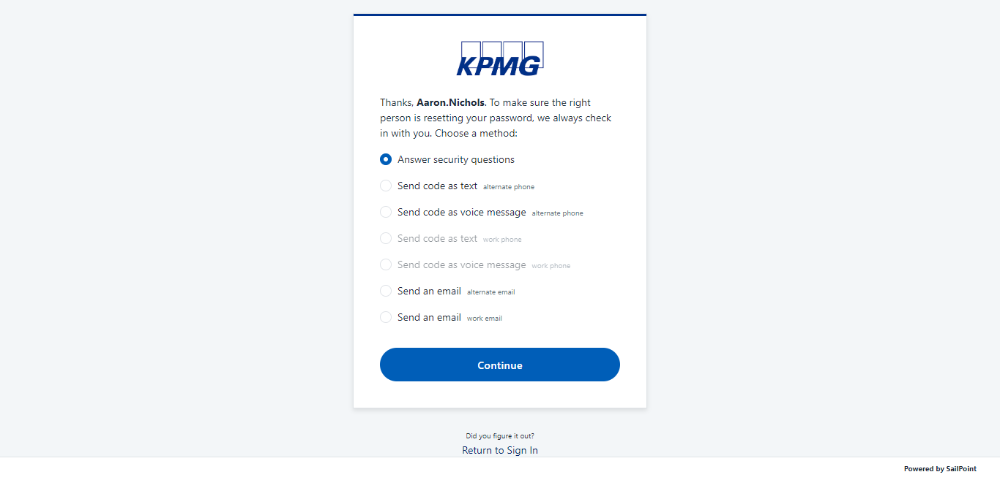 KPMG
Thanks, Aaron.Nichols. To make sure the right
person is resetting your password, we always check
in with you. Choose a method:
Answer security questions
Send code as text alternate phone
Send code as voice message alternate phone
Send code as text work phone
Send code as voice message work phone
Send an email alternate email
Send an email work email
Continue
Did you figure it out?
Return to Sign In
Powered by SailPoint